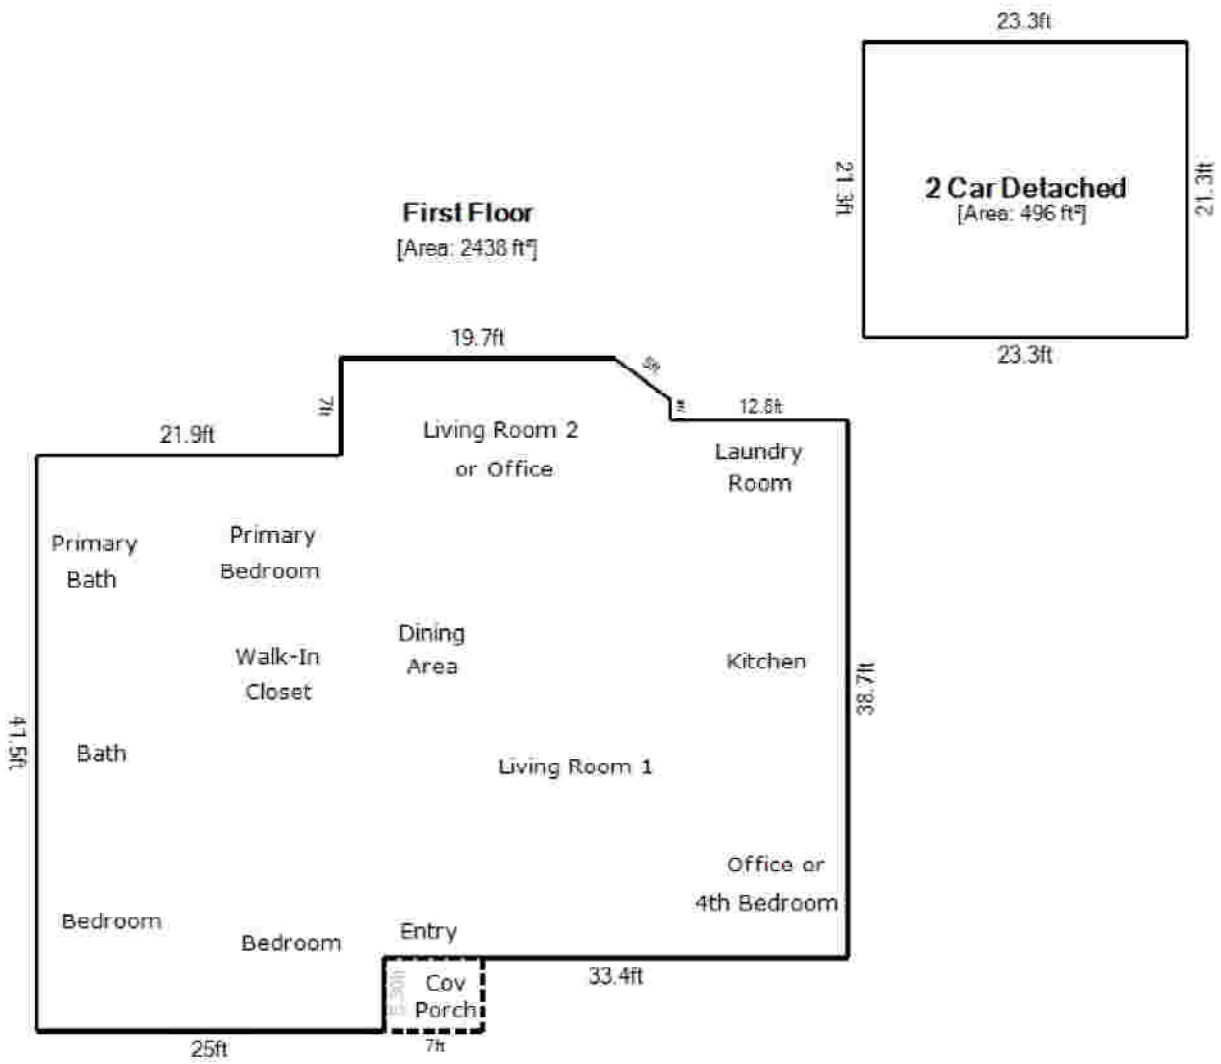 23.3ft
21.3ft
2 Car Detached
[Area: 496 ft²]
21.3ft
23.3ft
First Floor
[Area: 2438 ft²]
19.7ft
5ft
7ft
12.8ft
21.9ft
Living Room 2
or Office
Laundry
Room
Primary
Bath
Primary
Bedroom
Walk-In
Closet
Dining
Area
Kitchen
38.7ft
41.5ft
Bath
Living Room 1
Office or
4th Bedroom
Bedroom
Bedroom
Entry
Cov
Porch
33.4ft
25ft
7ft